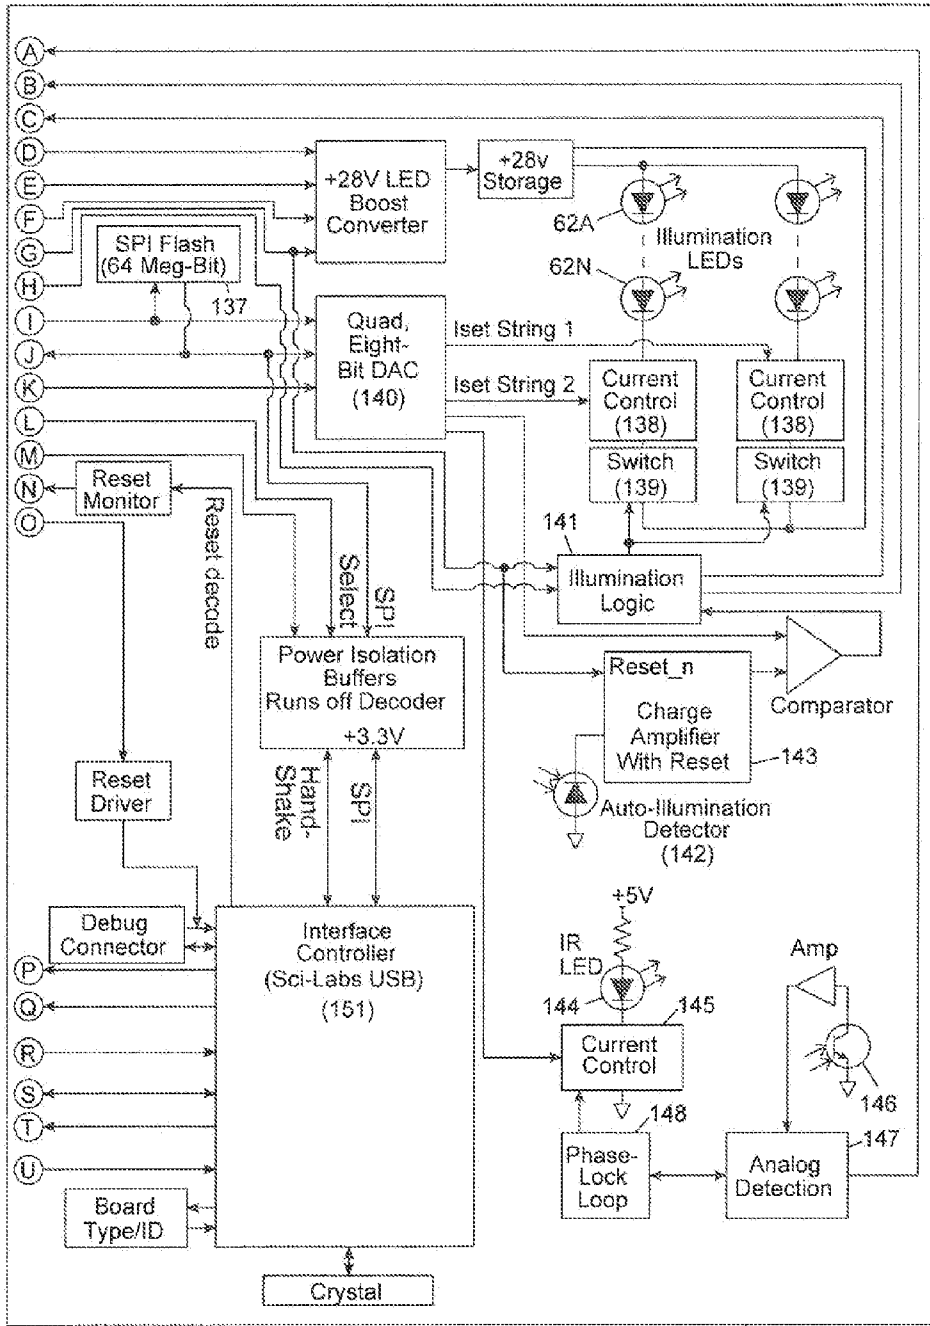 A
B
C
D
E
F
G
H
I
J
K
L
M
N
O
P
Q
R
S
T
U
+28V LED
Boost
Converter
+28v
Storage
62A
62N
Illumination
LEDs
SPI Flash
(64 Meg-Bit)
137
Quad,
Eight-
Bit DAC
(140)
Iset String 1
Iset String 2
Current
Control
(138)
Current
Control
(138)
Switch
(139)
Switch
(139)
Reset
Monitor
Reset decode
Select
SPI
141
Illumination
Logic
Power Isolation
Buffers
Runs off Decoder
+3.3V
Reset_n
Charge
Amplifier
With Reset
143
Comparator
Auto-Illumination
Detector
(142)
Reset
Driver
Hand-
Shake
SPI
Debug
Connector
Interface
Controller
(Sci-Labs USB)
(151)
+5V
IR
LED
144
145
Current
Control
Amp
146
148
147
Phase-
Lock
Loop
Analog
Detection
Board
Type/ID
Crystal